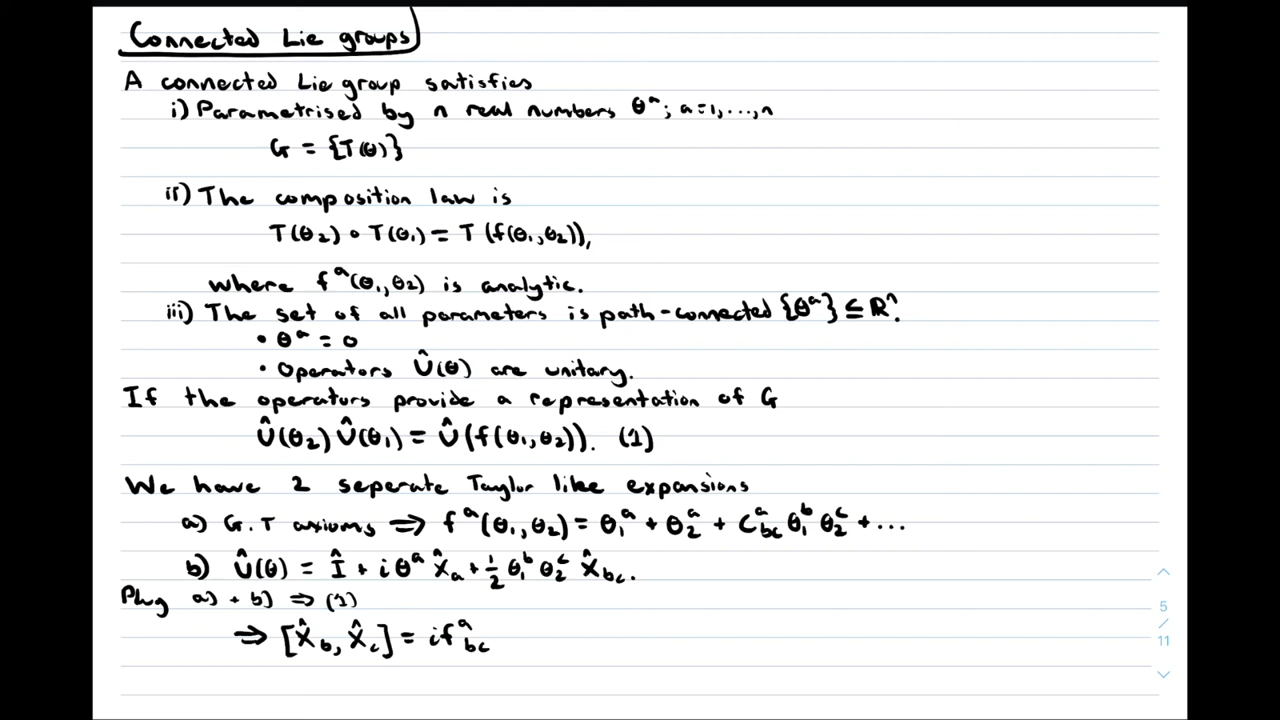 Connected Lie groups
A connected Lie group satisfies
i) Parametrised by n real numbers θ^a; a=1,...,n
G = {T(θ)}
ii) The composition law is
T(θ₂) • T(θ₁) = T(f(θ₁,θ₂)),
where f^a(θ₁,θ₂) is analytic.
iii) The set of all parameters is path-connected {θ^a} ⊆ ℝ^n.
• θ^a = 0
• Operators Û(θ) are unitary.
If the operators provide a representation of G
Û(θ₂)Û(θ₁) = Û(f(θ₁,θ₂)). (1)
We have 2 seperate Taylor like expansions
a) G.T axioms ⟹ f^a(θ₁,θ₂) = θ₁^a + θ₂^a + C^a_bc θ₁^b θ₂^c + ...
b) Û(θ) = Î + iθ^a X̂_a + ½ θ₁^b θ₂^c X̂_bc.
Plug a) + b) ⇒ (1)
⟹ [X̂_b, X̂_c] = if^a_bc
5
/
11